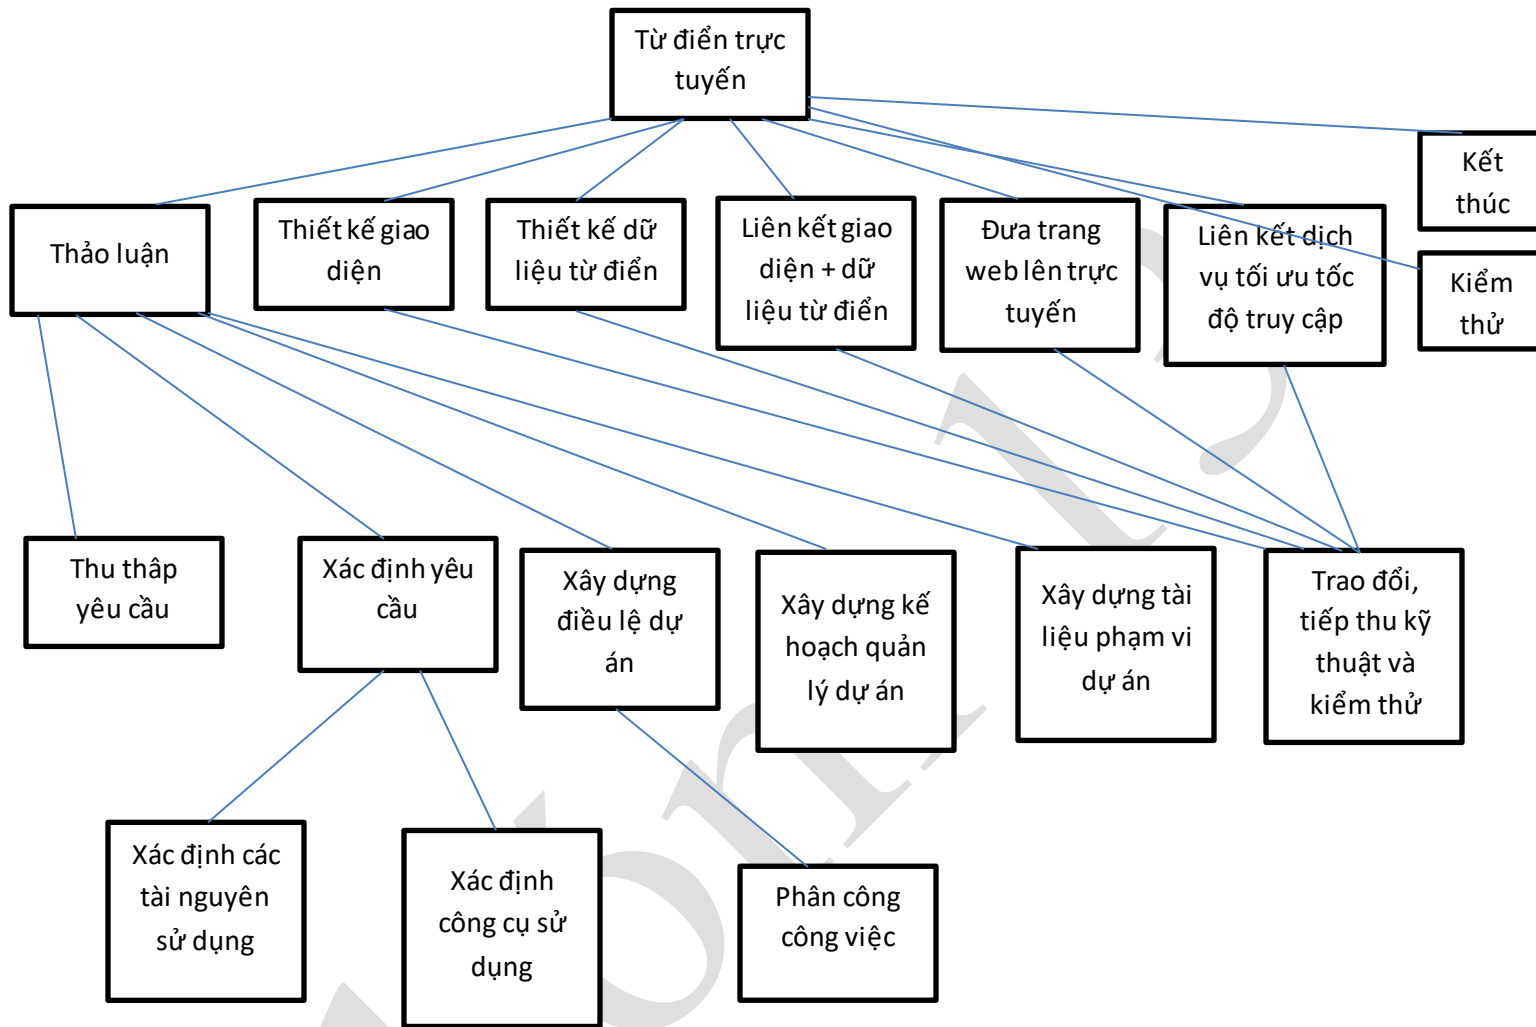 Từ điển trực
tuyến
Kết
thúc
Thảo luận
Thiết kế giao
diện
Thiết kế dữ
liệu từ điển
Liên kết giao
diện + dữ
liệu từ điển
Đưa trang
web lên trực
tuyến
Liên kết dịch
vụ tối ưu tốc
độ truy cập
Kiểm
thử
Thu thâp
yêu cầu
Xác định yêu
cầu
Xây dựng
điều lệ dự
án
Xây dựng kế
hoạch quản
lý dự án
Xây dựng tài
liệu phạm vi
dự án
Trao đổi,
tiếp thu kỹ
thuật và
kiểm thử
Xác định các
tài nguyên
sử dụng
Xác định
công cụ sử
dụng
Phân công
công việc